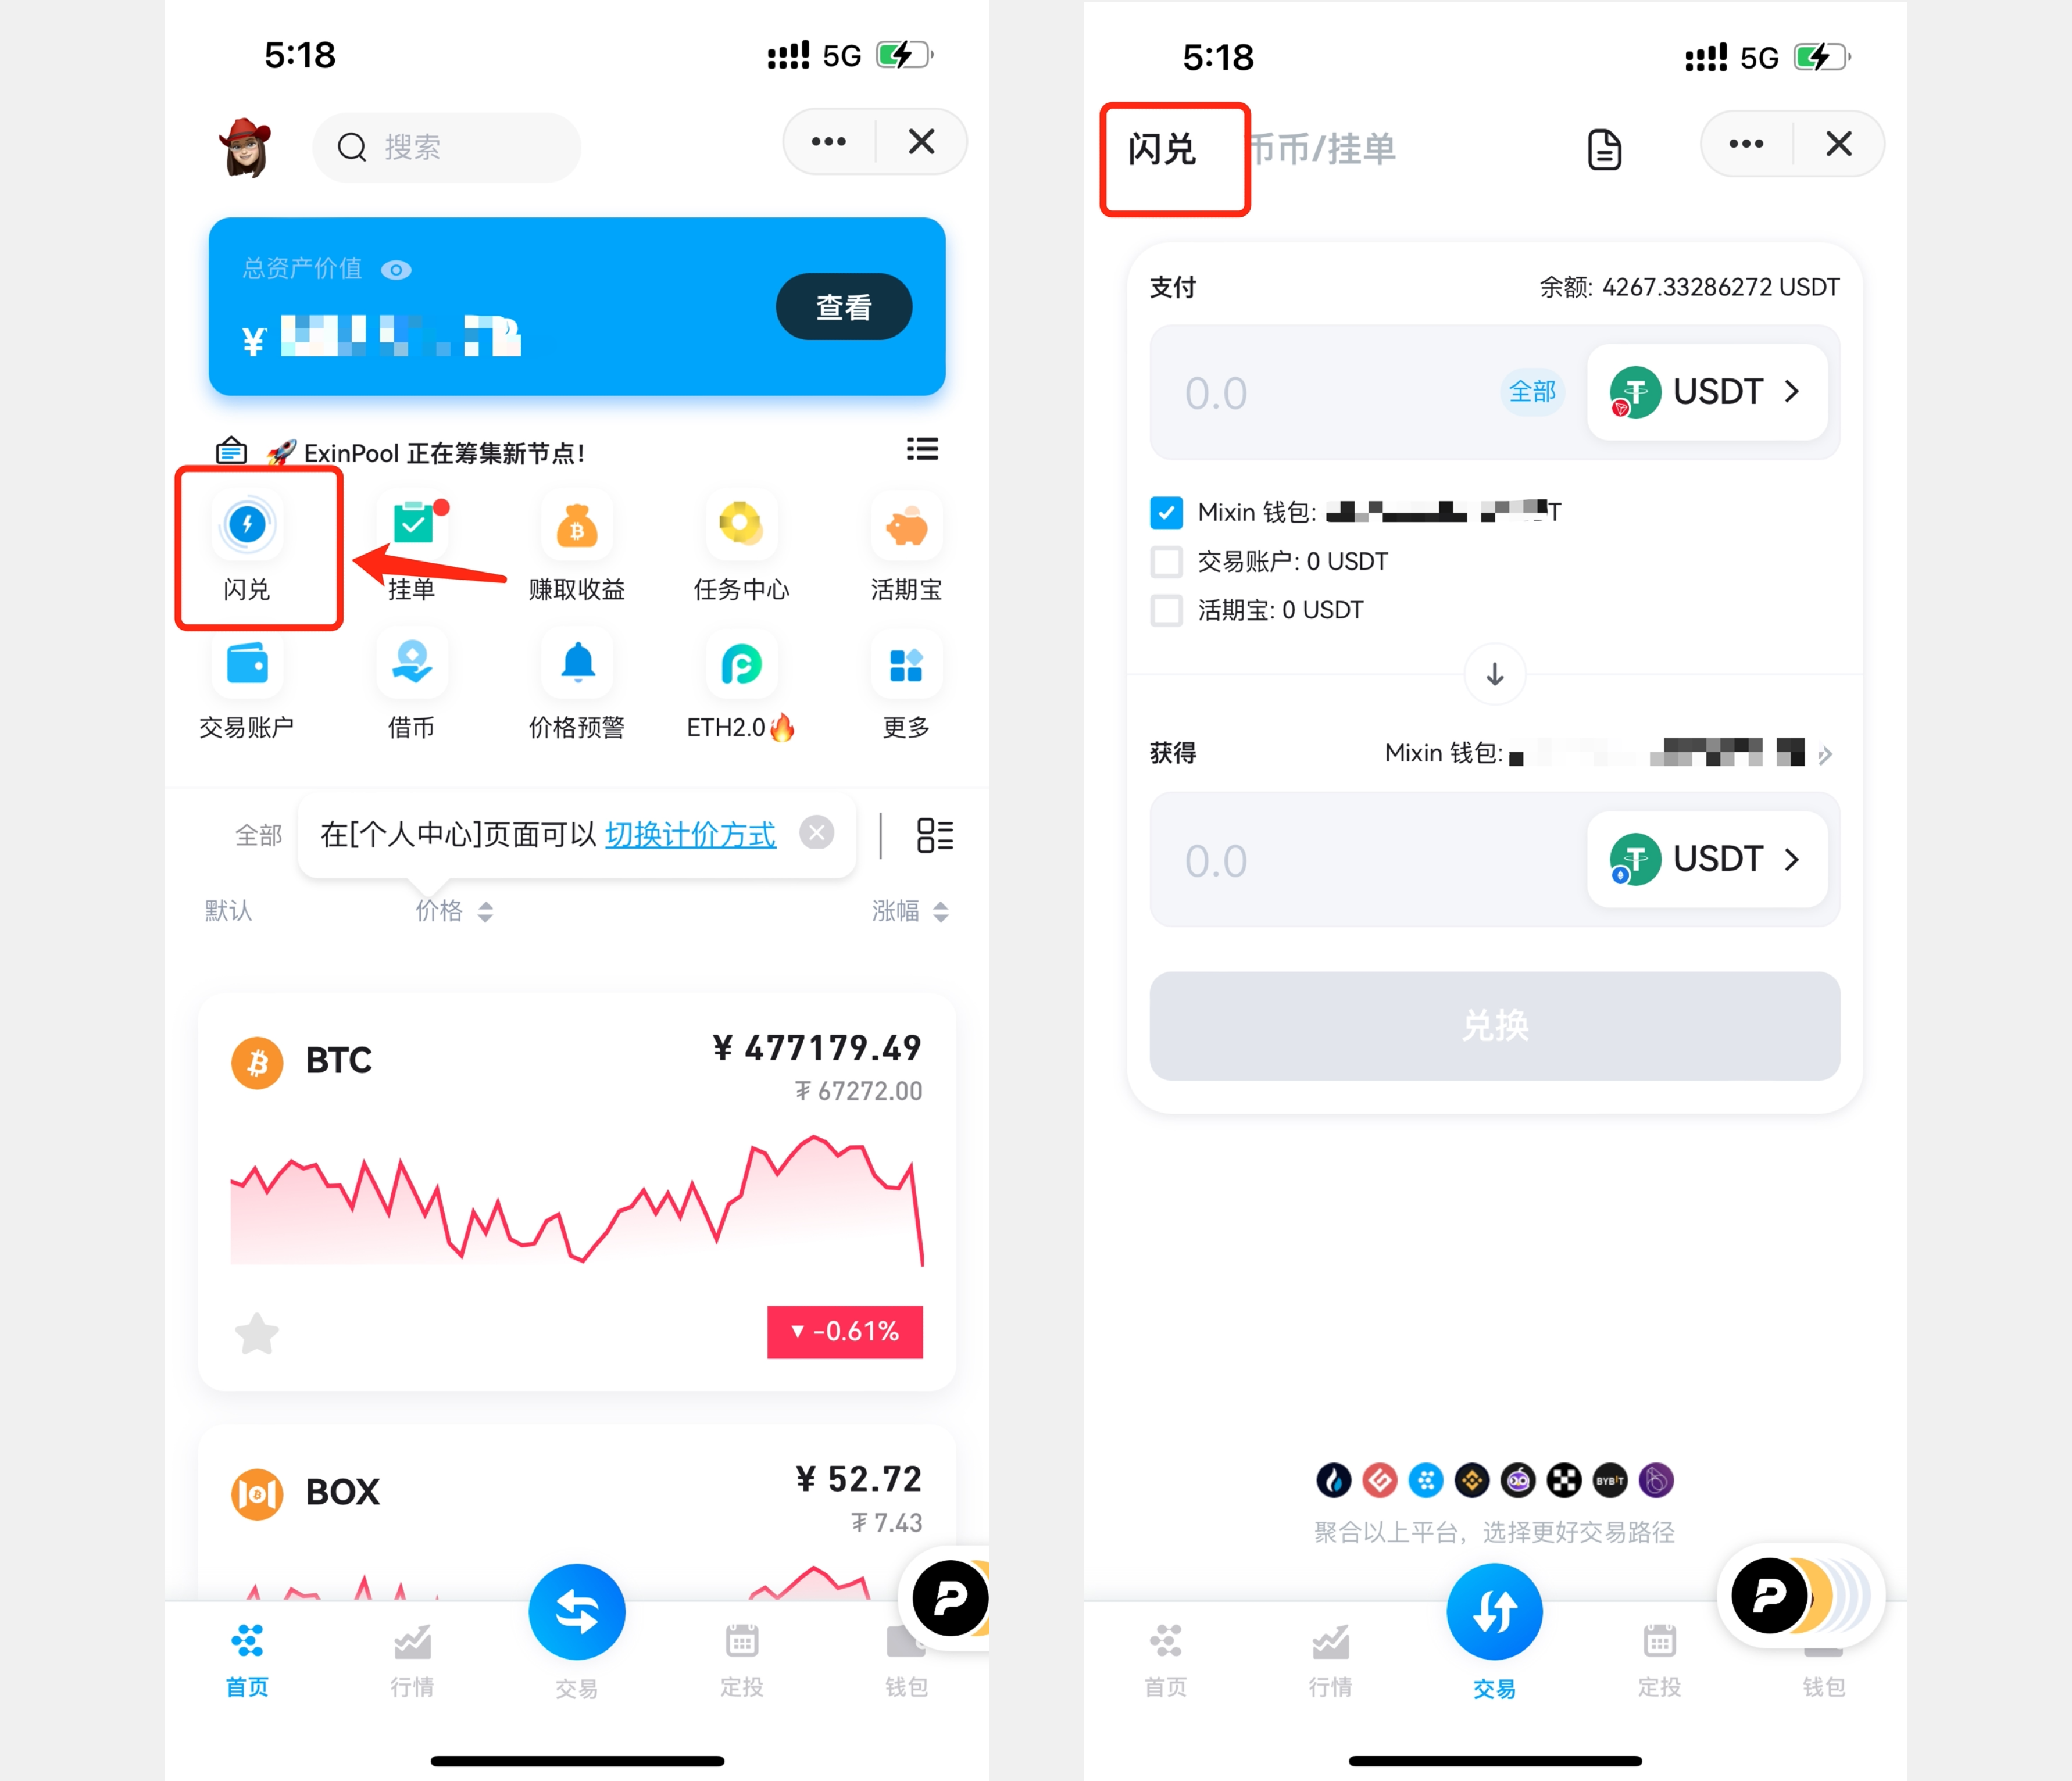 5:18
5G
搜索
总资产价值
查看
¥
ExinPool 正在筹集新节点!
闪兑
挂单
赚取收益
任务中心
活期宝
交易账户
借币
价格预警
ETH2.0
更多
全部
在[个人中心]页面可以 切换计价方式
默认
价格
涨幅
BTC
¥ 477179.49
₮ 67272.00
▼ -0.61%
BOX
¥ 52.72
₮ 7.43
首页
行情
交易
定投
钱包
5:18
5G
闪兑
币币/挂单
支付
余额: 4267.33286272 USDT
0.0
全部
USDT
Mixin 钱包:
T
交易账户: 0 USDT
活期宝: 0 USDT
获得
Mixin 钱包:
0.0
USDT
兑换
BYBIT
聚合以上平台，选择更好交易路径
首页
行情
交易
定投
钱包